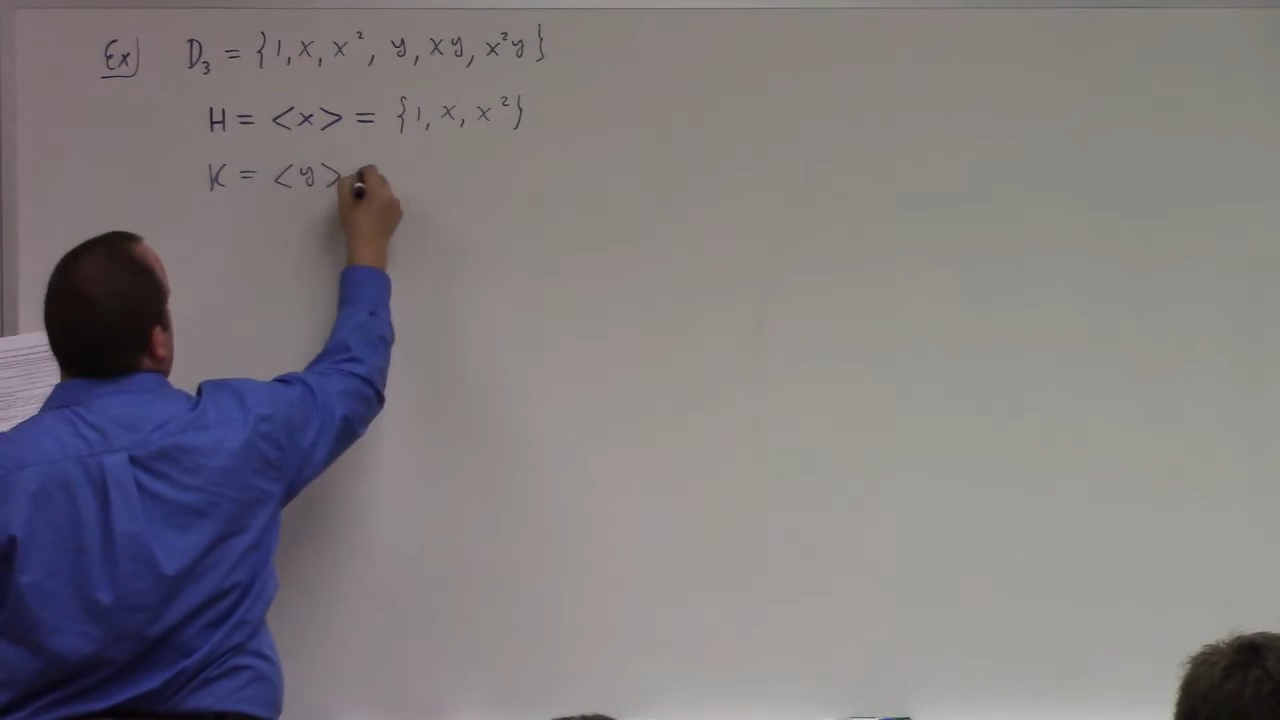 Ex) D₃ = {1, x, x², y, xy, x²y}
H = <x> = {1, x, x²}
K = <y>